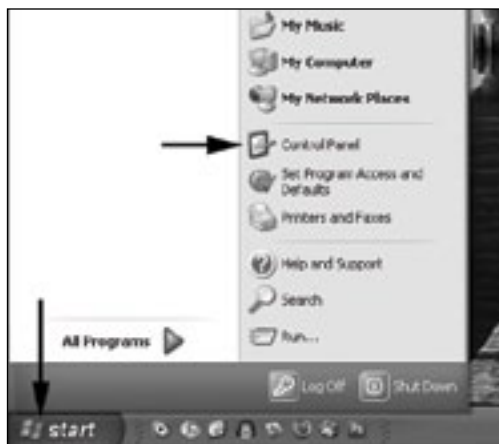 My Music
My Computer
My Network Places
Control Panel
Set Program Access and
Defaults
Printers and Faxes
Help and Support
Search
Run...
All Programs
Log Off
Shut Down
start